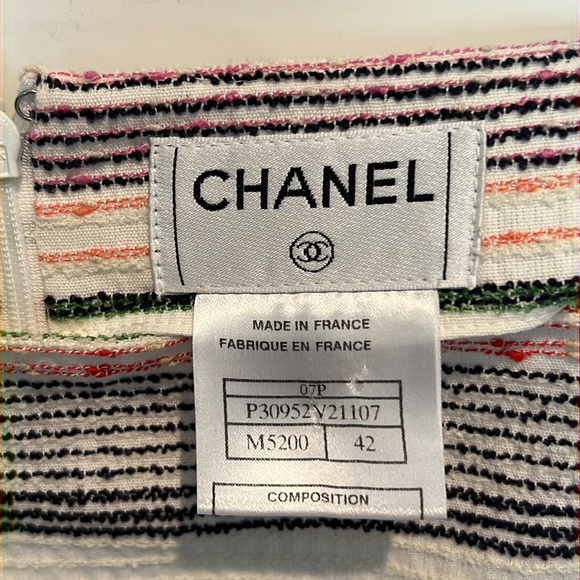 CHANEL
MADE IN FRANCE
FABRIQUE EN FRANCE
07P
P30952V21107
M5200 42
COMPOSITION